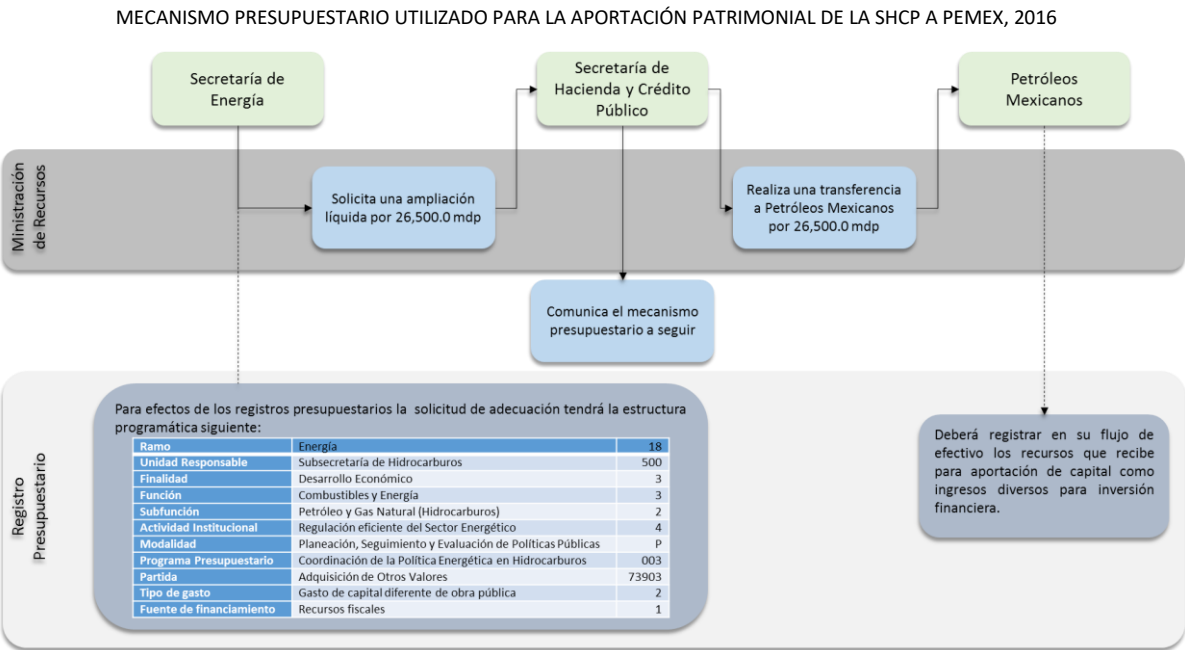 MECANISMO PRESUPUESTARIO UTILIZADO PARA LA APORTACIÓN PATRIMONIAL DE LA SHCP A PEMEX, 2016
Secretaría de
Energía
Secretaría de
Hacienda y Crédito
Público
Petróleos
Mexicanos
Ministración
de Recursos
Solicita una ampliación
líquida por 26,500.0 mdp
Realiza una transferencia
a Petróleos Mexicanos
por 26,500.0 mdp
Comunica el mecanismo
presupuestario a seguir
Registro
Presupuestario
Para efectos de los registros presupuestarios la solicitud de adecuación tendrá la estructura
programática siguiente:
Ramo Energía 18
Unidad Responsable Subsecretaría de Hidrocarburos 500
Finalidad Desarrollo Económico 3
Función Combustibles y Energía 3
Subfunción Petróleo y Gas Natural (Hidrocarburos) 2
Actividad Institucional Regulación eficiente del Sector Energético 4
Modalidad Planeación, Seguimiento y Evaluación de Políticas Públicas P
Programa Presupuestario Coordinación de la Política Energética en Hidrocarburos 003
Partida Adquisición de Otros Valores 73903
Tipo de gasto Gasto de capital diferente de obra pública 2
Fuente de financiamiento Recursos fiscales 1
Deberá registrar en su flujo de
efectivo los recursos que recibe
para aportación de capital como
ingresos diversos para inversión
financiera.